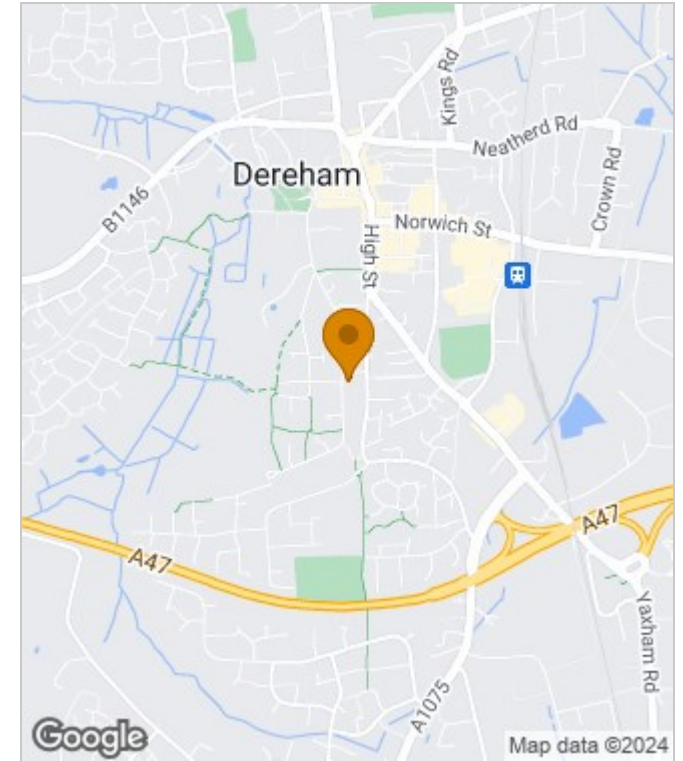 Kings Rd
Neatherd Rd
Dereham
Crown Rd
B1146
Norwich St
High St
A47
A47
Yaxham Rd
A1075
Google
Map data ©2024